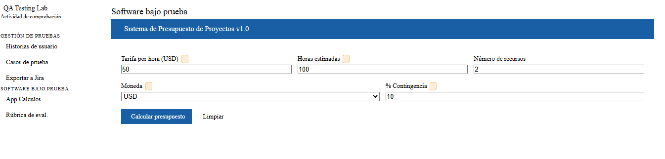 QA Testing Lab
Actividad de comprobación
GESTIÓN DE PRUEBAS
Historias de usuario
Casos de prueba
Exportar a Jira
SOFTWARE BAJO PRUEBA
App Cálculos
Rúbrica de eval.
Software bajo prueba
Sistema de Presupuesto de Proyectos v1.0
Tarifa por hora (USD)
Horas estimadas
Número de recursos
50
100
2
Moneda
% Contingencia
USD
10
Calcular presupuesto
Limpiar